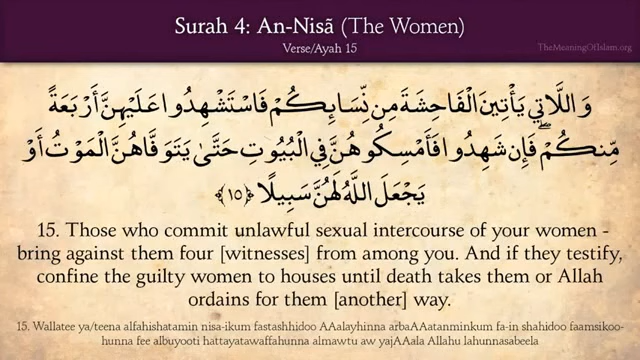 Surah 4: An-Nisã (The Women)
Verse/Ayah 15
TheMeaningOfIslam.org
وَاللَّاتِي يَأْتِينَ الْفَاحِشَةَ مِن نِّسَائِكُمْ فَاسْتَشْهِدُوا عَلَيْهِنَّ أَرْبَعَةً
مِّنكُمْ ۖ فَإِن شَهِدُوا فَأَمْسِكُوهُنَّ فِي الْبُيُوتِ حَتَّىٰ يَتَوَفَّاهُنَّ الْمَوْتُ أَوْ
يَجْعَلَ اللَّهُ لَهُنَّ سَبِيلًا ﴿١٥﴾
15. Those who commit unlawful sexual intercourse of your women -
bring against them four [witnesses] from among you. And if they testify,
confine the guilty women to houses until death takes them or Allah
ordains for them [another] way.
15. Wallatee ya/teena alfahishatamin nisa-ikum fastashhidoo AAalayhinna arbaAAatanminkum fa-in shahidoo faamsikoo-
hunna fee albuyooti hattayatawaffahunna almawtu aw yajAAala Allahu lahunnasabeela